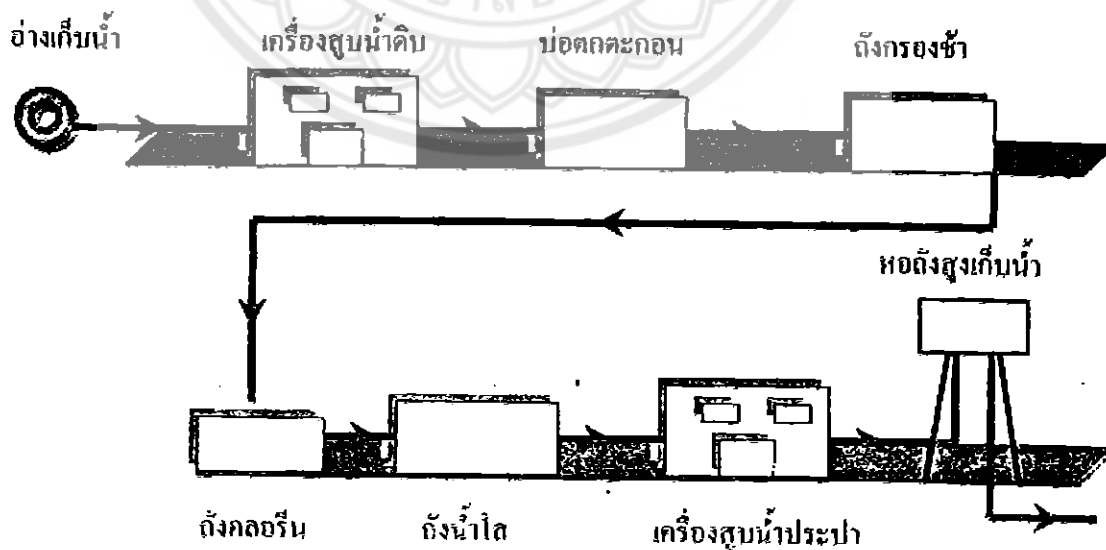 อ่างเก็บน้ำ
เครื่องสูบน้ำดิบ
บ่อตกตะกอน
ถังกรองช้า
หอถังสูงเก็บน้ำ
ถังคลอรีน
ถังน้ำใส
เครื่องสูบน้ำประปา